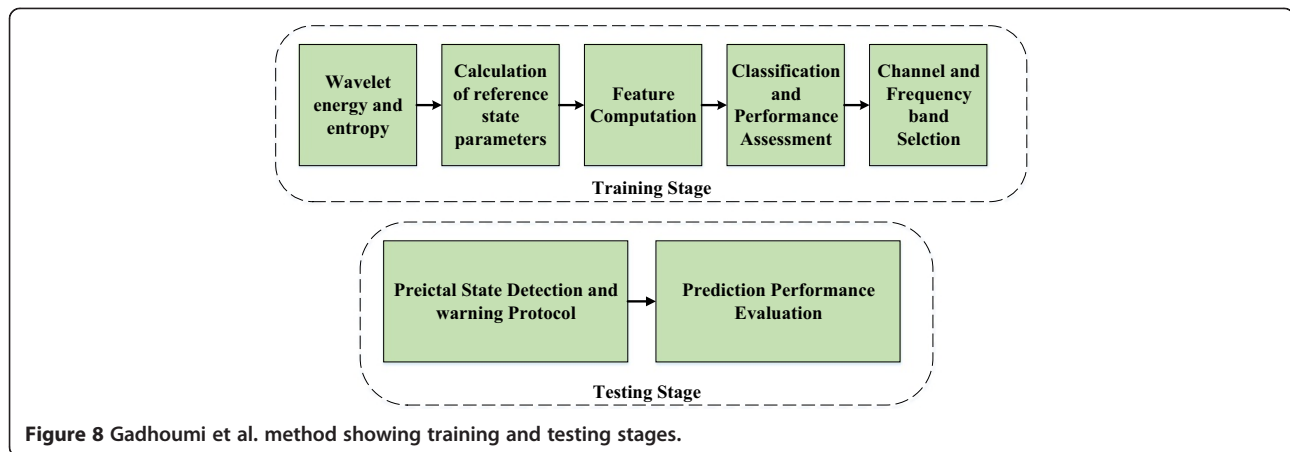 Wavelet
energy and
entropy
Calculation
of reference
state
parameters
Feature
Computation
Classification
and
Performance
Assessment
Channel and
Frequency
band
Selction
Training Stage
Preictal State Detection and
warning Protocol
Prediction Performance
Evaluation
Testing Stage
Figure 8 Gadhoumi et al. method showing training and testing stages.